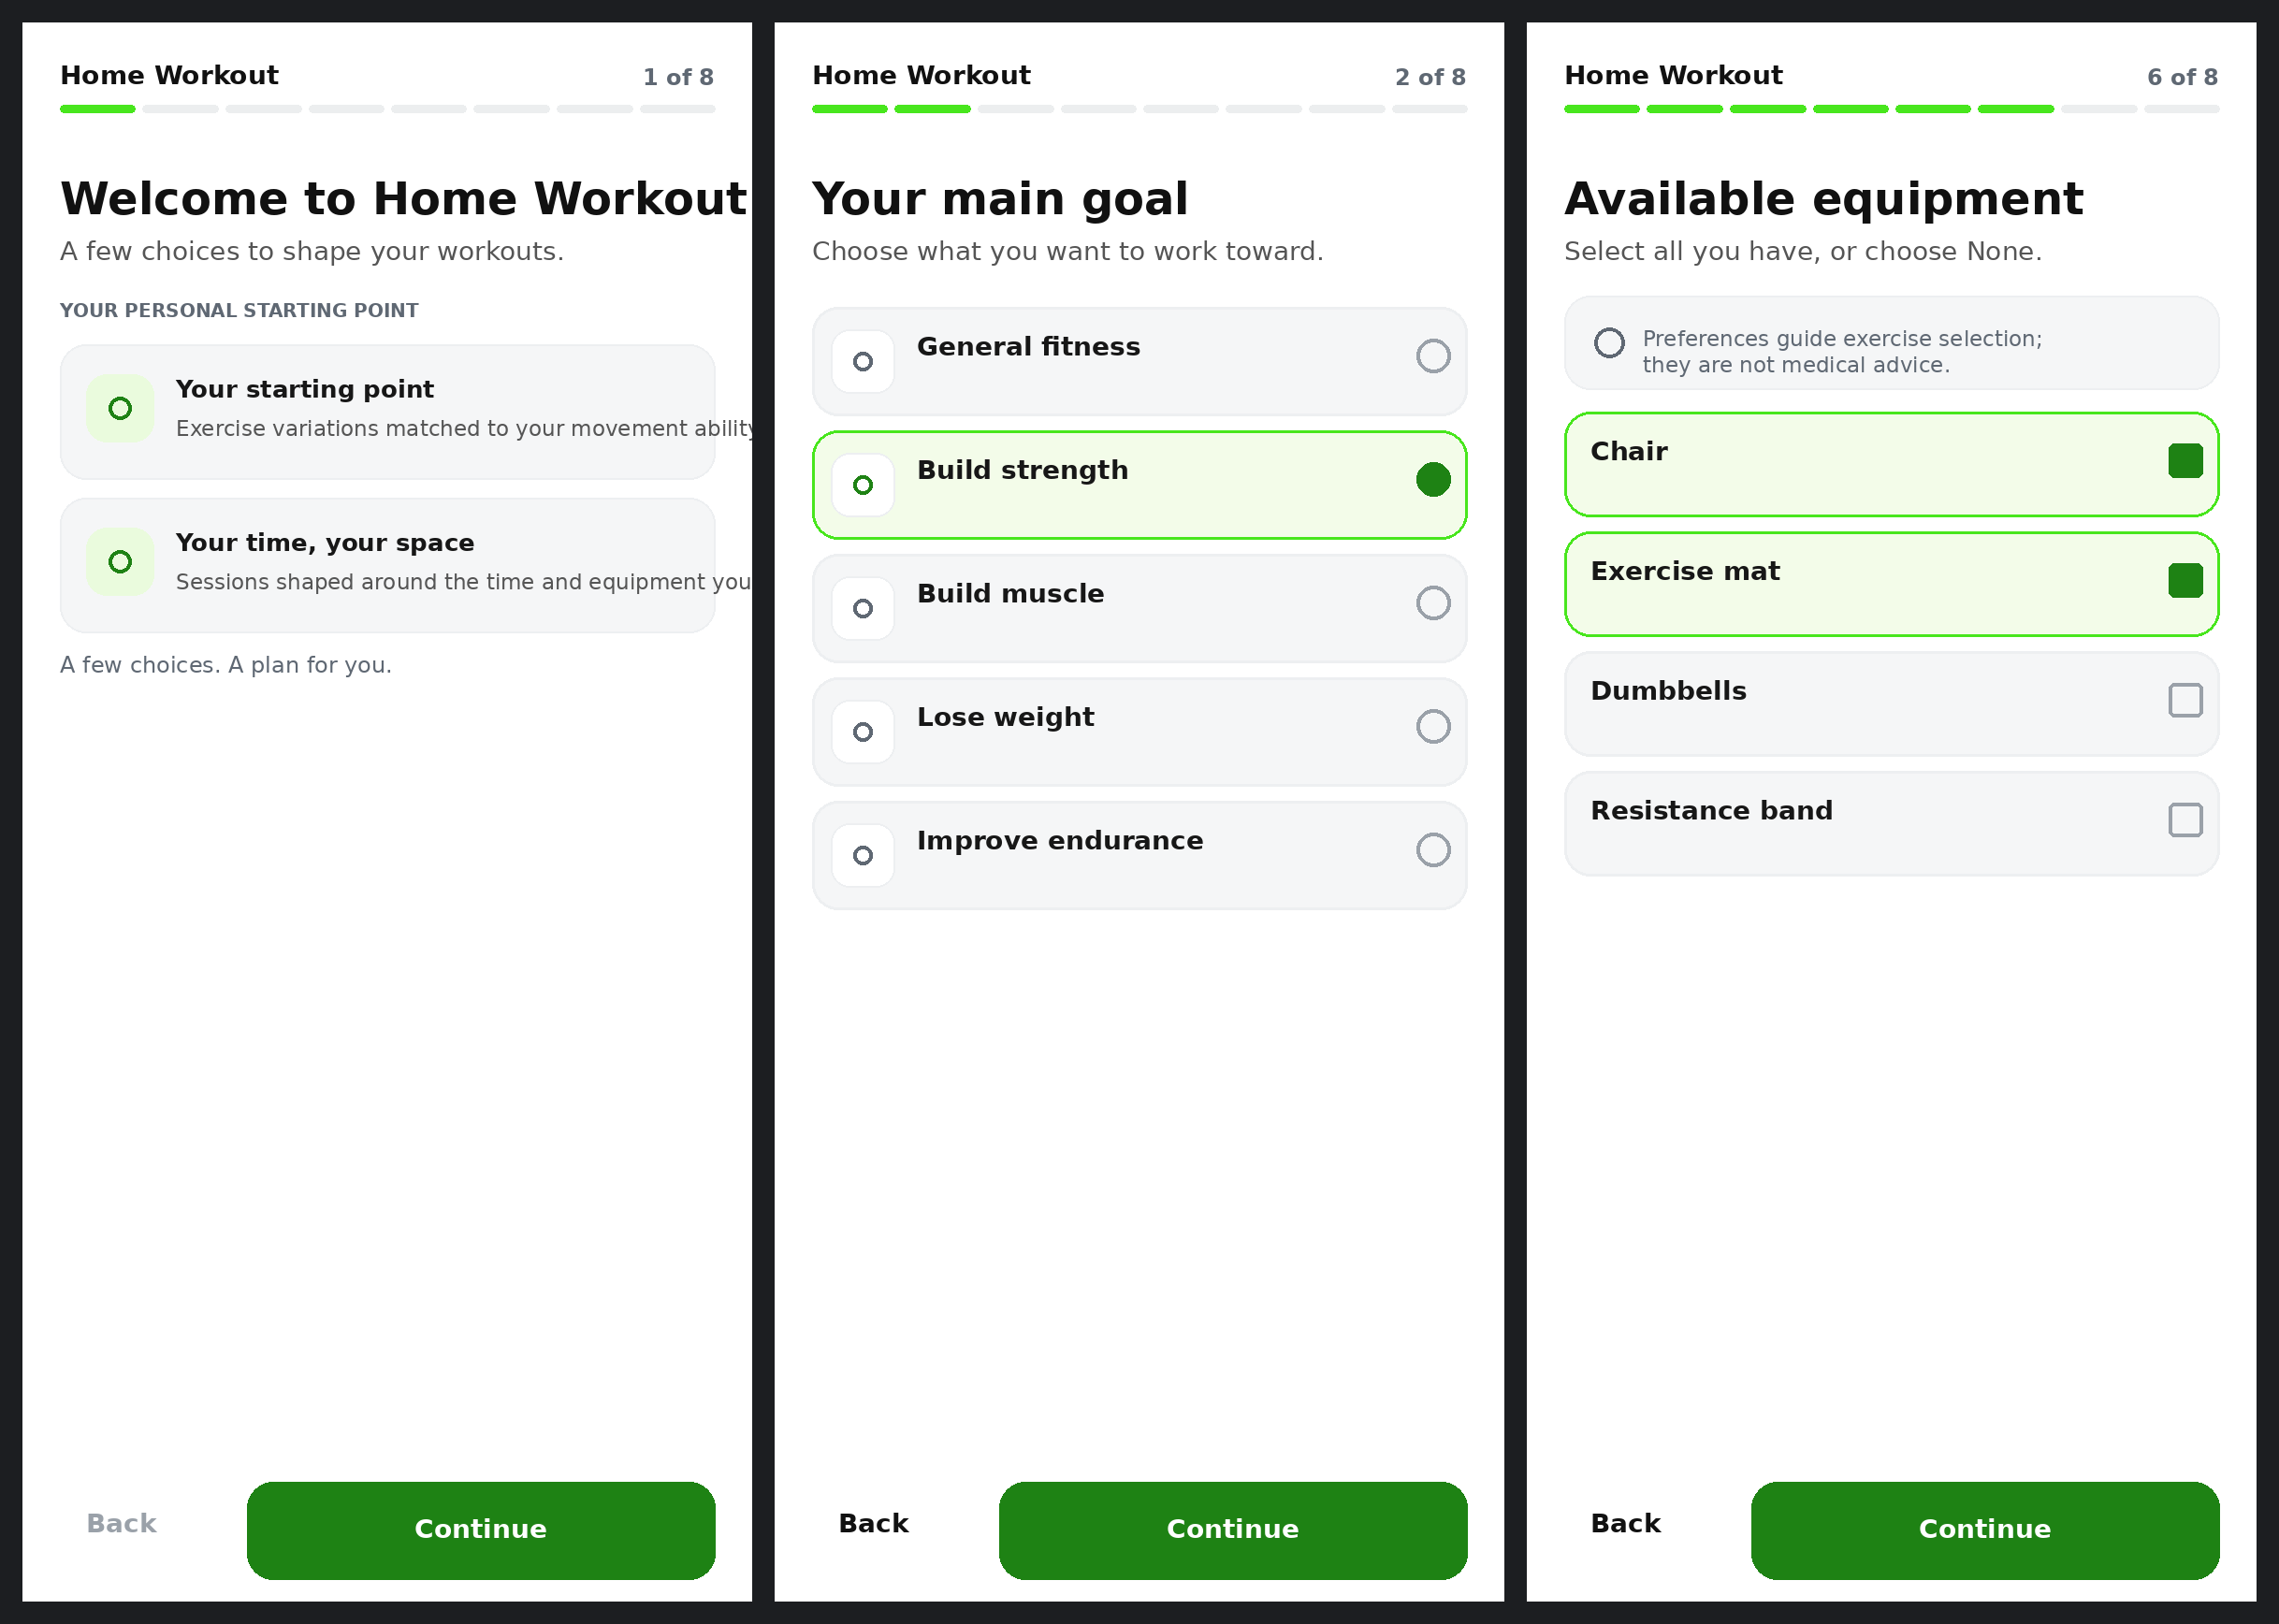 Home Workout
1 of 8
Welcome to Home Workout
A few choices to shape your workouts.
YOUR PERSONAL STARTING POINT
Your starting point
Exercise variations matched to your movement ability
Your time, your space
Sessions shaped around the time and equipment you
A few choices. A plan for you.
Back
Continue
Home Workout
2 of 8
Your main goal
Choose what you want to work toward.
General fitness
Build strength
Build muscle
Lose weight
Improve endurance
Back
Continue
Home Workout
6 of 8
Available equipment
Select all you have, or choose None.
Preferences guide exercise selection;
they are not medical advice.
Chair
Exercise mat
Dumbbells
Resistance band
Back
Continue